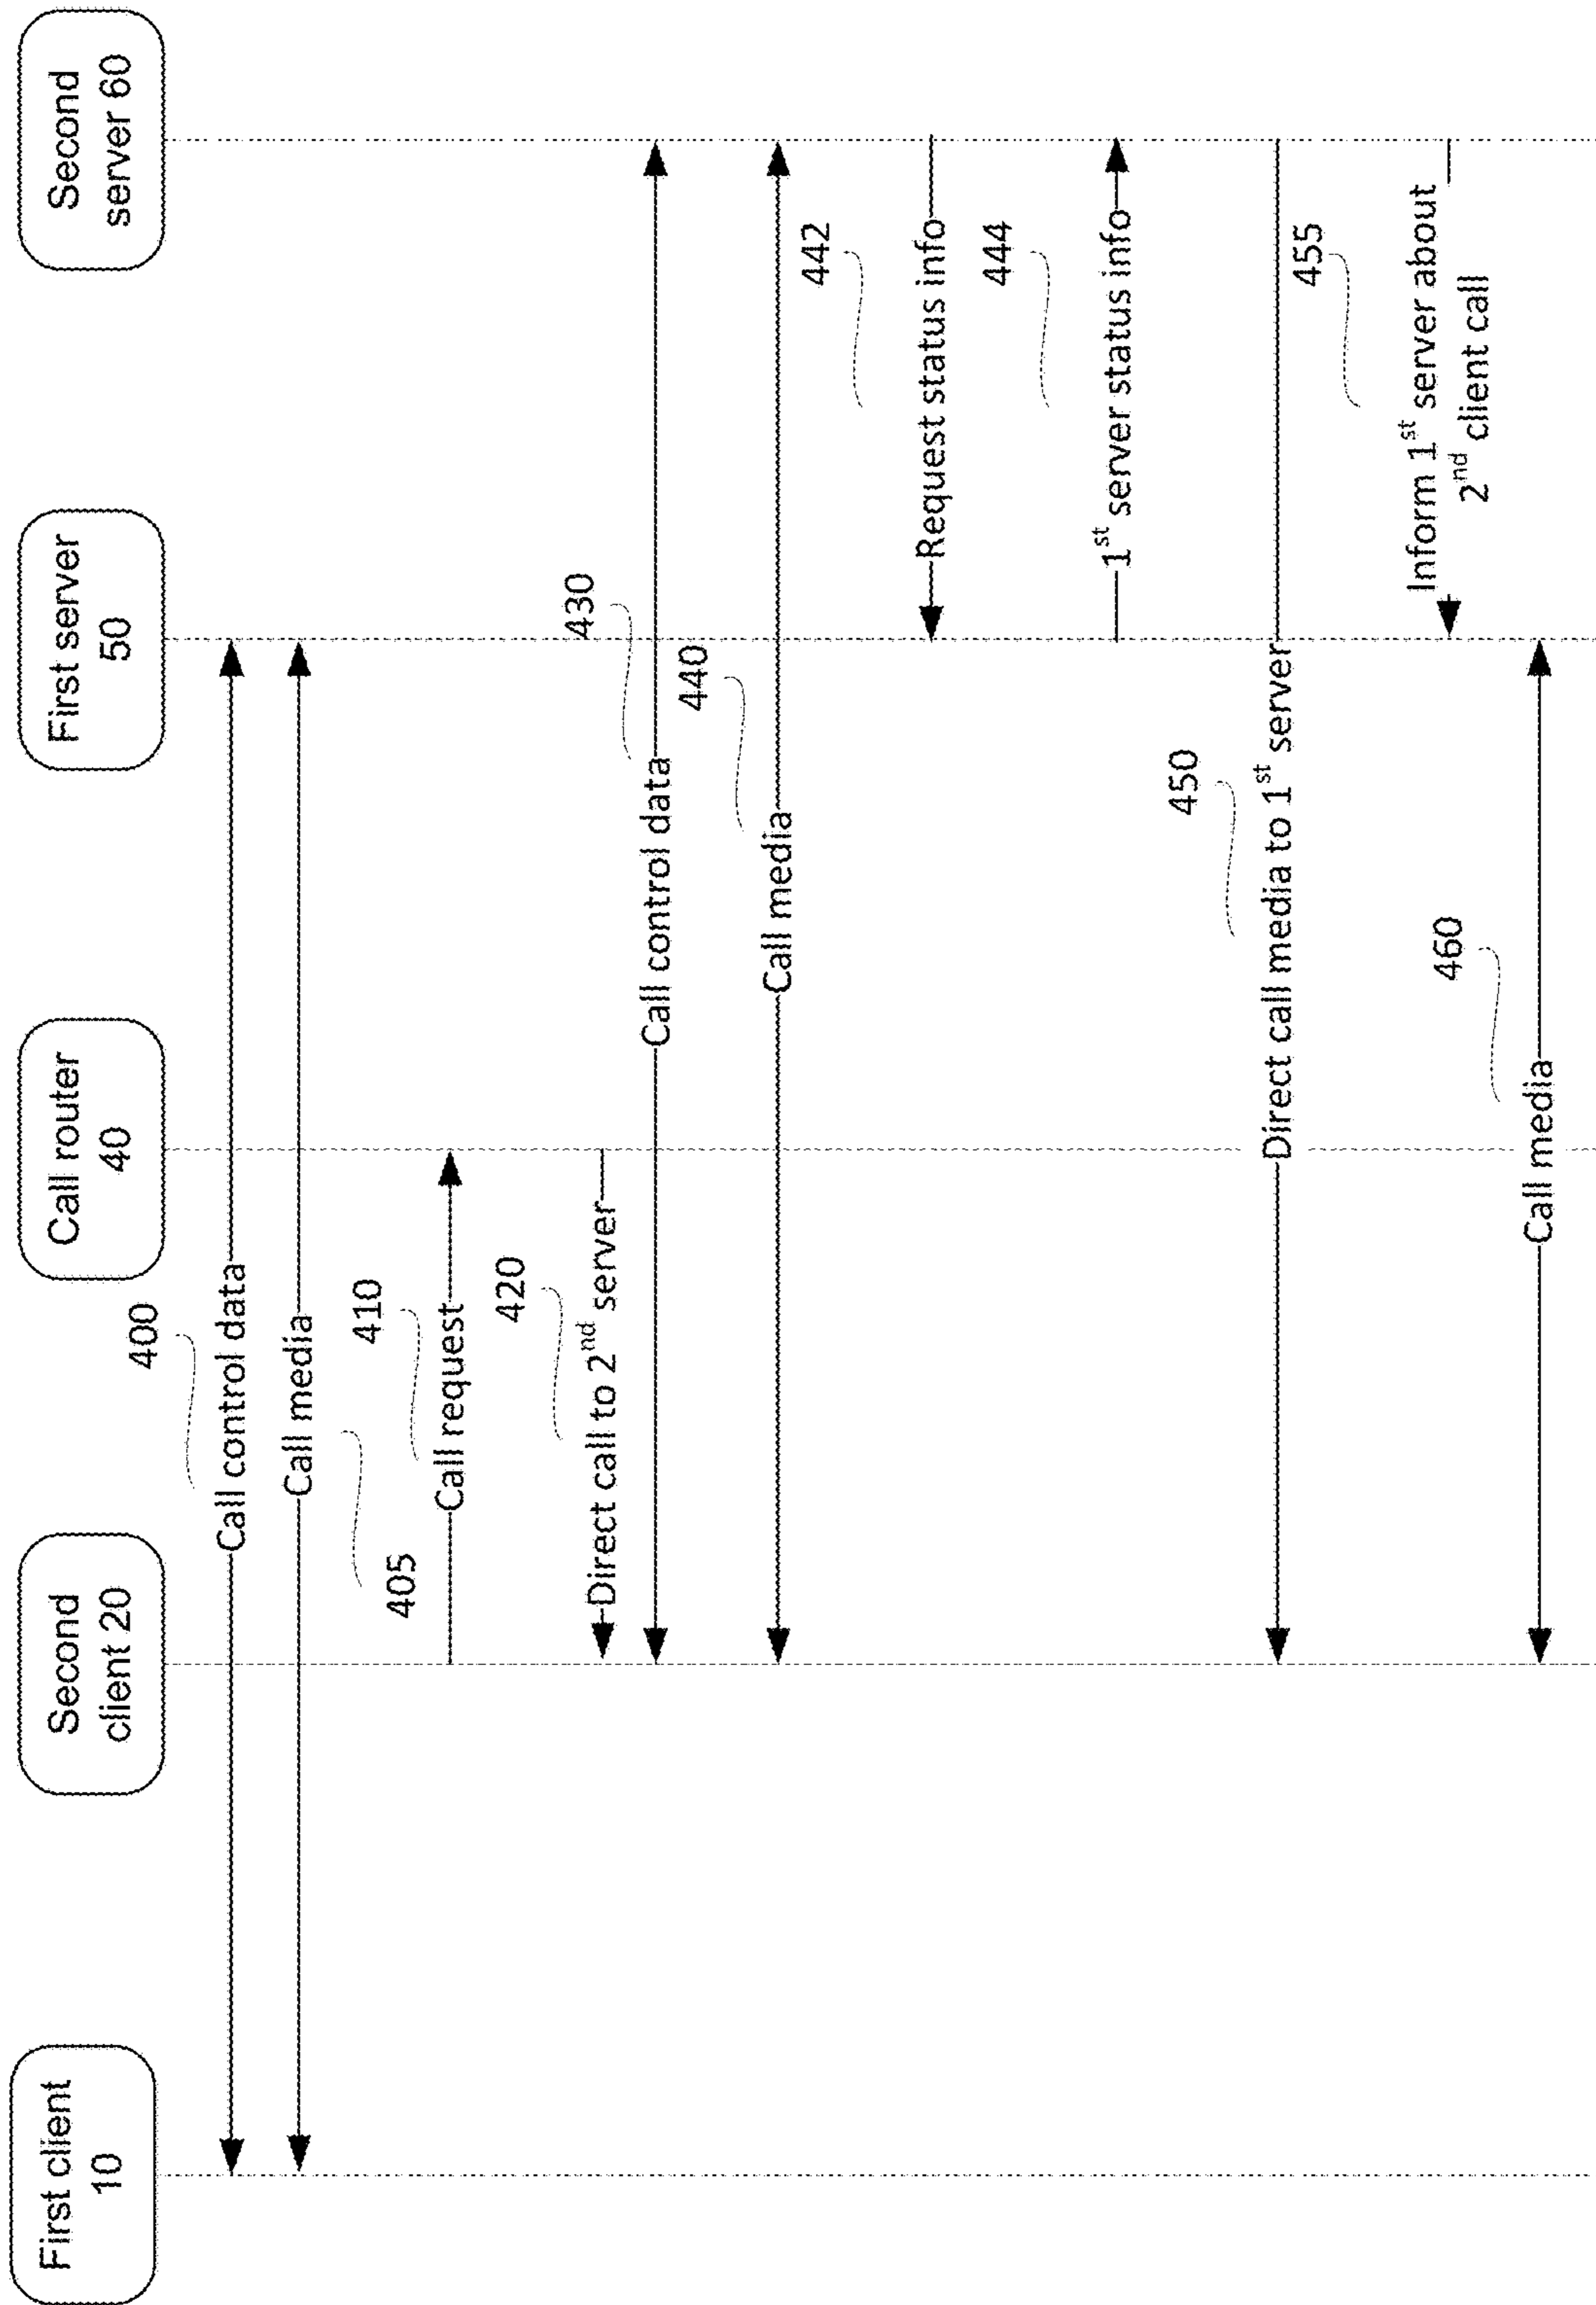 First client
10
Second
client 20
Call router
40
First server
50
Second
server 60
400
Call control data
Call media
405
410
Call request
420
Direct call to 2nd server
430
Call control data
440
Call media
442
Request status info
444
1st server status info
450
Direct call media to 1st server
455
Inform 1st server about
2nd client call
460
Call media